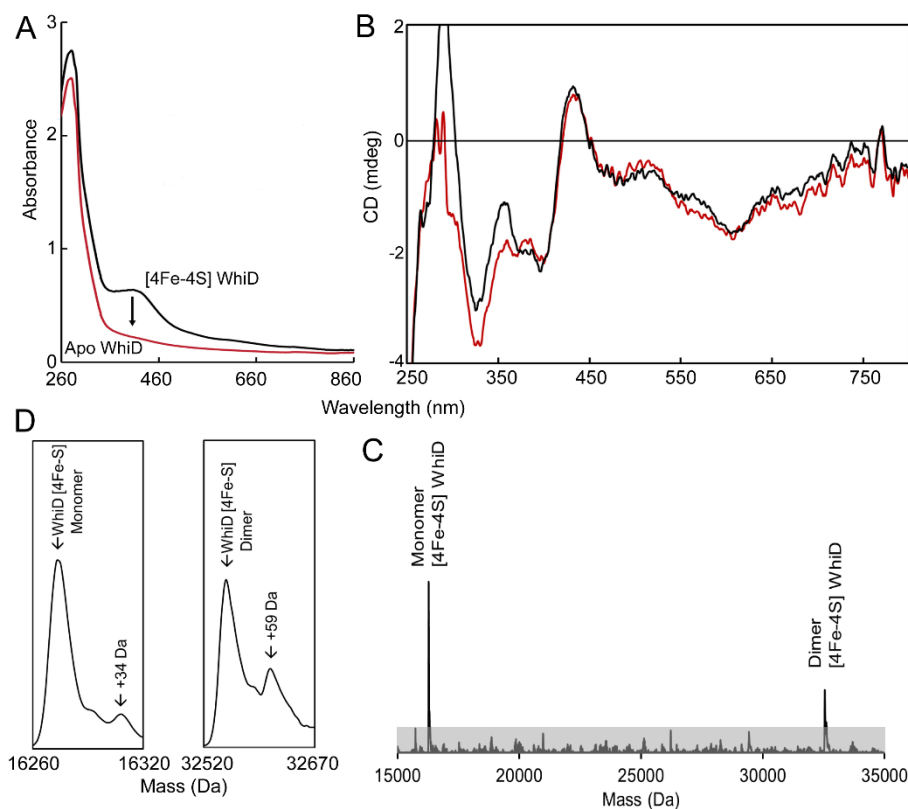 A
3
2
1
0
Absorbance
[4Fe-4S] WhiD
Apo WhiD
260
460
660
860
B
2
0
-2
-4
CD (mdeg)
250
350
450
550
650
750
Wavelength (nm)
D
WhiD [4Fe-S]
Monomer
+34 Da
16260
16320
WhiD [4Fe-S]
Dimer
+59 Da
32520
32670
Mass (Da)
C
Monomer
[4Fe-4S] WhiD
Dimer
[4Fe-4S] WhiD
15000
20000
25000
30000
35000
Mass (Da)